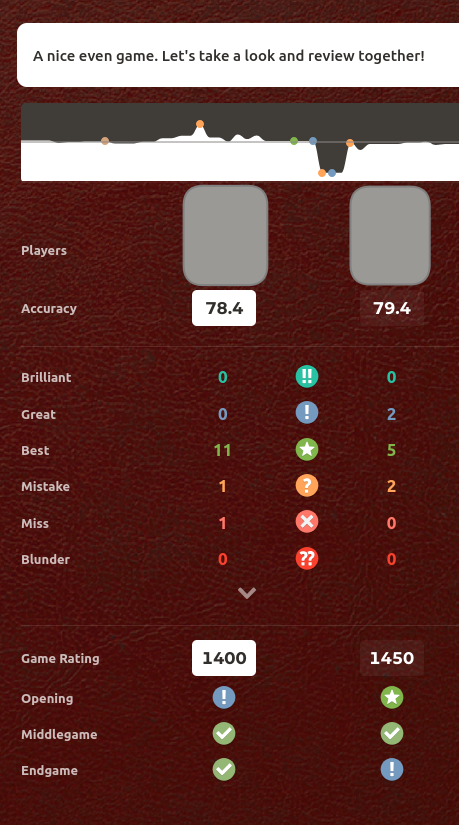 A nice even game. Let's take a look and review together!
Players
Accuracy 78.4 79.4
Brilliant 0 !! 0
Great 0 ! 2
Best 11 5
Mistake 1 ? 2
Miss 1 0
Blunder 0 ?? 0
Game Rating 1400 1450
Opening !
Middlegame
Endgame !